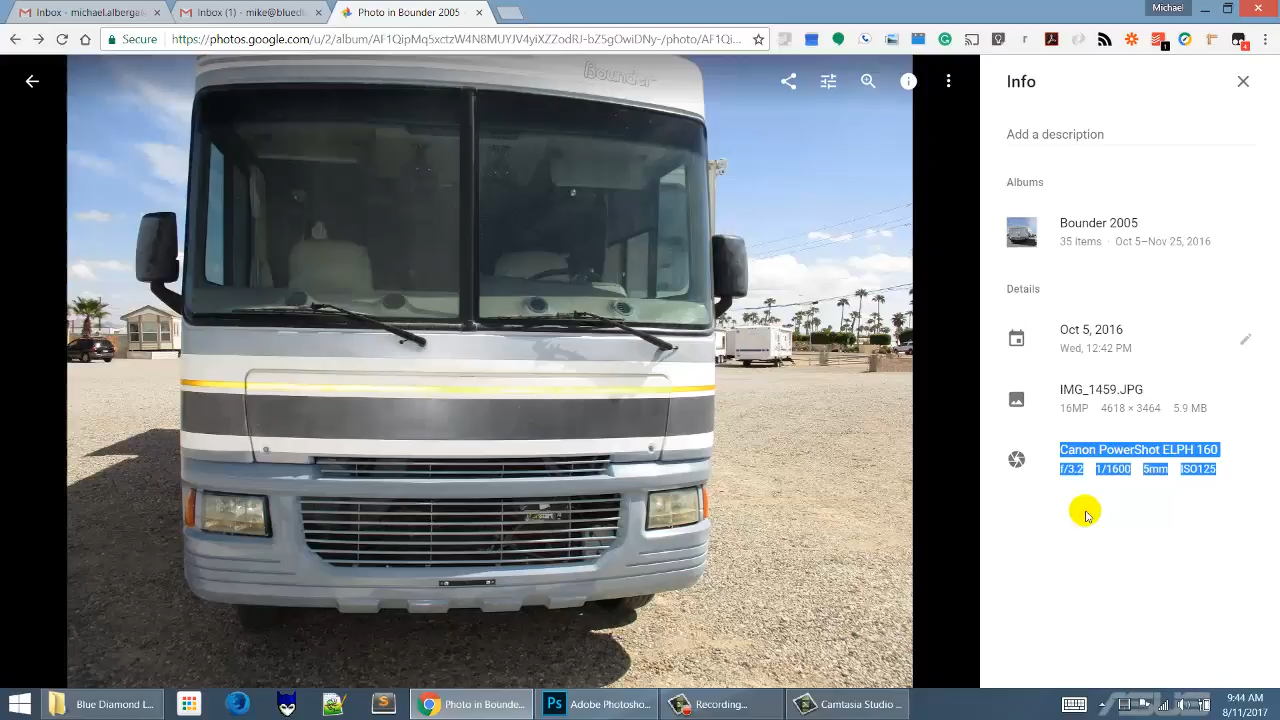 Inbox - michael.albergal
Inbox (1) - mike@bluedl
Photo in Bounder 2005
Michael
Secure
https://photos.google.com/u/2/album/AF1QipMq5xctzW4N8MUYJV4yiXZZodRJ-bZ5gOwiDNy-/photo/AF1Qi...
Bounder
Info
Add a description
Albums
Bounder 2005
35 items · Oct 5–Nov 25, 2016
Details
Oct 5, 2016
Wed, 12:42 PM
IMG_1459.JPG
16MP 4618 × 3464 5.9 MB
Canon PowerShot ELPH 160
f/3.2 1/1600 5mm ISO125
Blue Diamond L...
Photo in Bounde...
Ps
Adobe Photosho...
Recording...
Camtasia Studio ...
ASUS
9:44 AM
8/11/2017